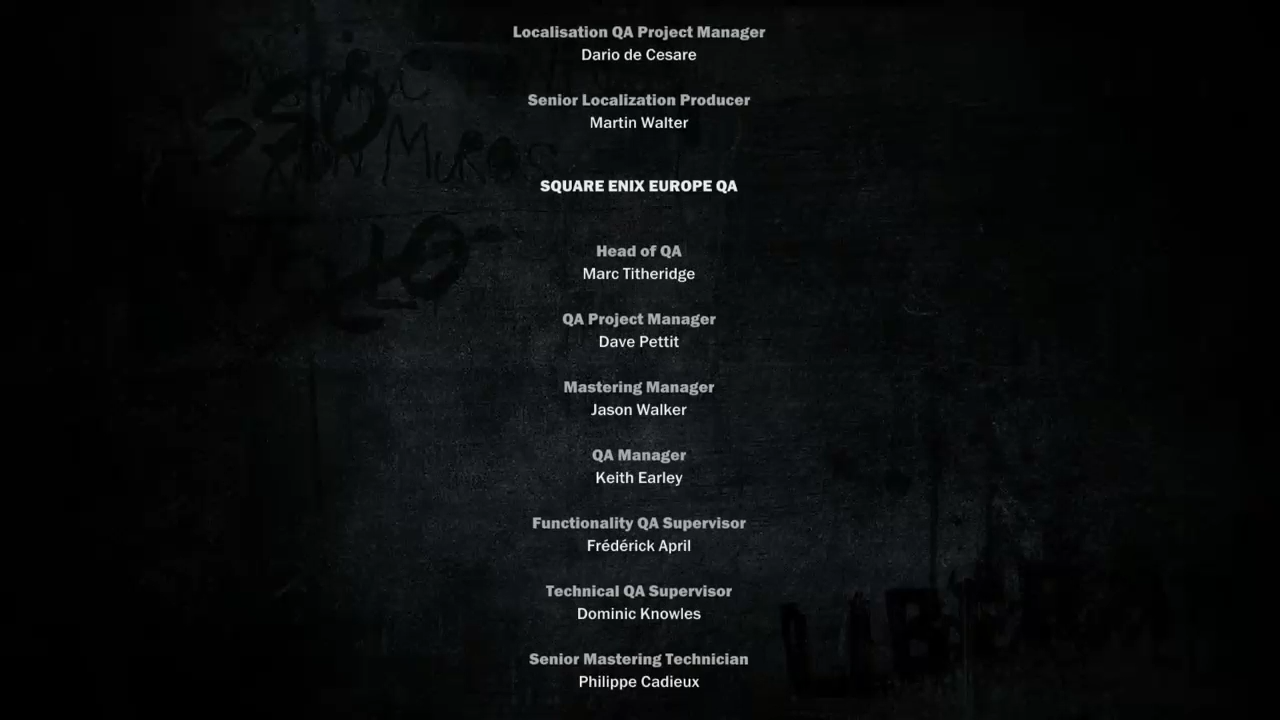 Localisation QA Project Manager
Dario de Cesare
Senior Localization Producer
Martin Walter
MUROS
SQUARE ENIX EUROPE QA
Head of QA
Marc Titheridge
QA Project Manager
Dave Pettit
Mastering Manager
Jason Walker
QA Manager
Keith Earley
Functionality QA Supervisor
Frédérick April
Technical QA Supervisor
Dominic Knowles
Senior Mastering Technician
Philippe Cadieux